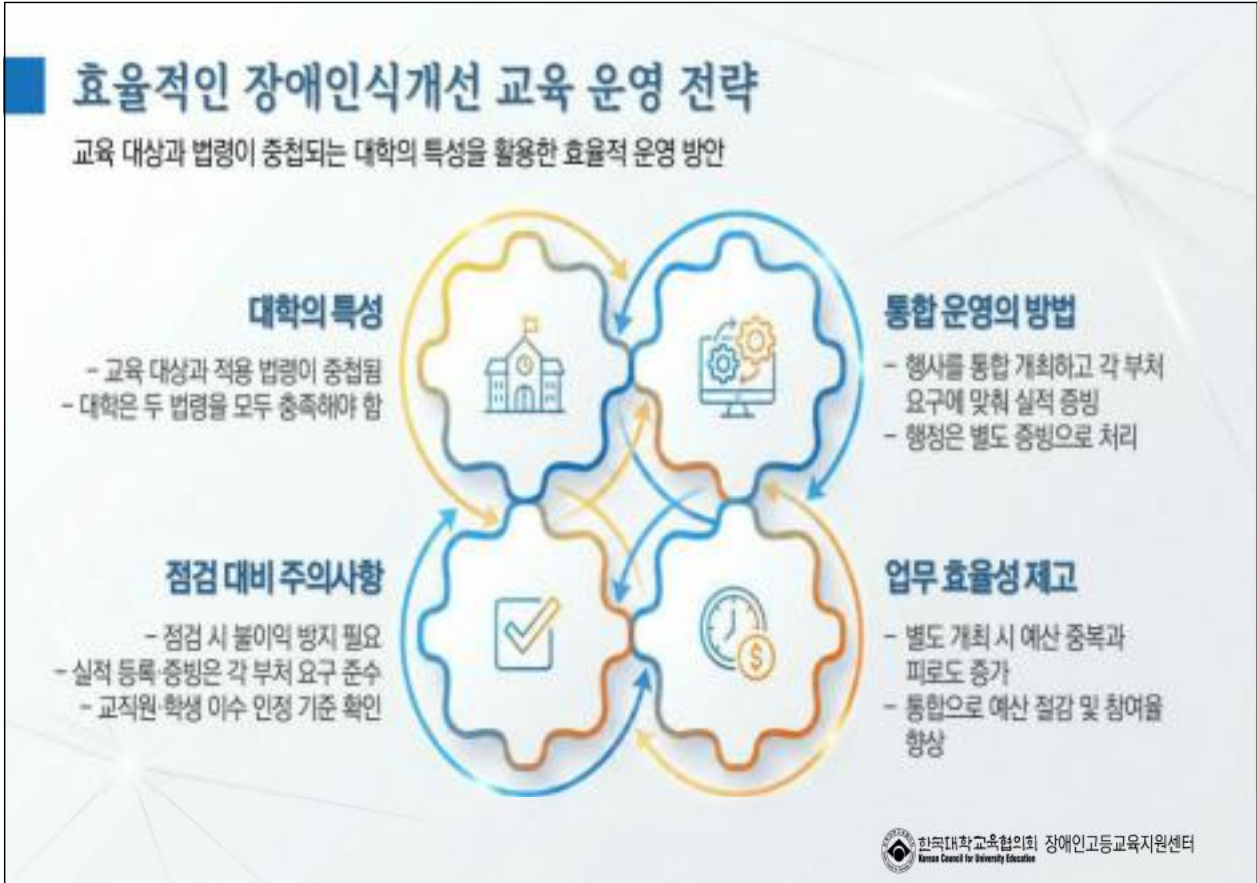 효율적인 장애인식개선 교육 운영 전략
교육 대상과 법령이 중첩되는 대학의 특성을 활용한 효율적 운영 방안
대학의 특성
- 교육 대상과 적용 법령이 중첩됨
- 대학은 두 법령을 모두 충족해야 함
통합 운영의 방법
- 행사를 통합 개최하고 각 부처
요구에 맞춰 실적 증빙
- 행정은 별도 증빙으로 처리
점검 대비 주의사항
- 점검 시 불이익 방지 필요
- 실적 등록·증빙은 각 부처 요구 준수
- 교직원·학생 이수 인정 기준 확인
업무 효율성 제고
- 별도 개최 시 예산 중복과
피로도 증가
- 통합으로 예산 절감 및 참여율
향상
$
한국대학교육협의회 장애인고등교육지원센터
Korean Council for University Education